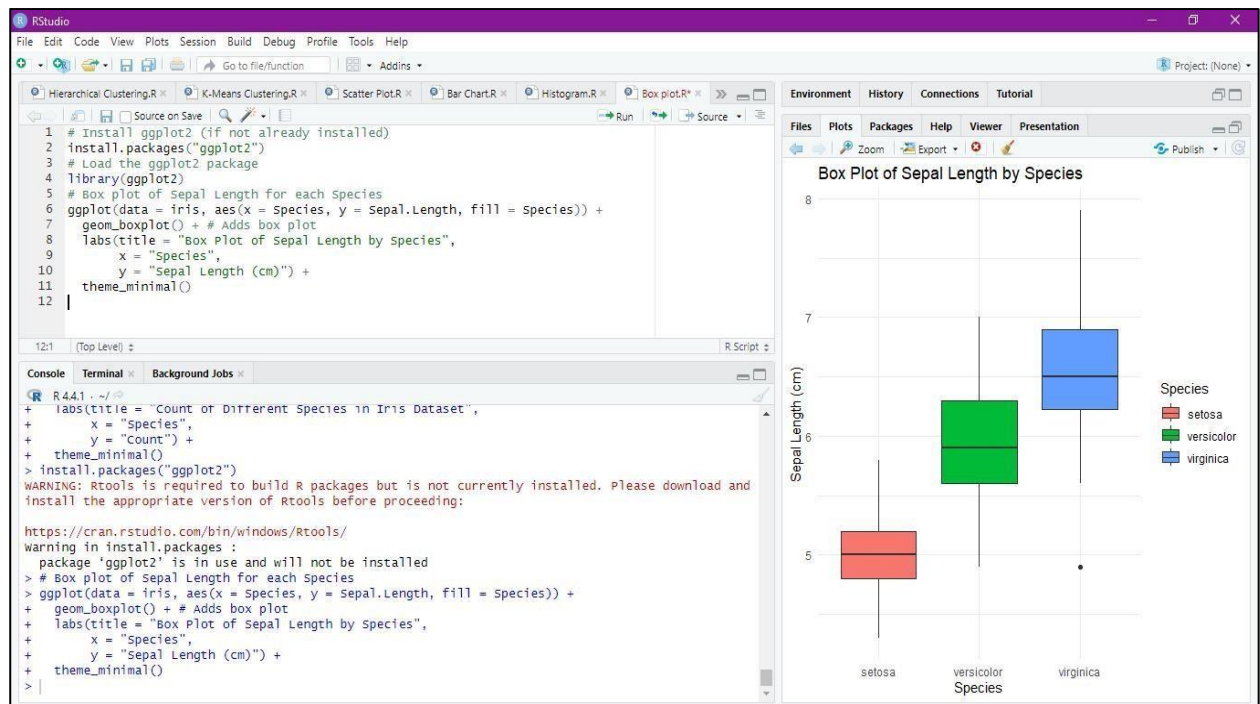 RStudio
File Edit Code View Plots Session Build Debug Profile Tools Help
Go to file/function Addins
Project: (None)
Hierarchical Clustering.R K-Means Clustering.R Scatter Plot.R Bar Chart.R Histogram.R Box plot.R*
Source on Save Run Source
1 # Install ggplot2 (if not already installed)
2 install.packages("ggplot2")
3 # Load the ggplot2 package
4 library(ggplot2)
5 # Box plot of Sepal Length for each Species
6 ggplot(data = iris, aes(x = Species, y = Sepal.Length, fill = Species)) +
7 geom_boxplot() + # Adds box plot
8 labs(title = "Box Plot of Sepal Length by Species",
9 x = "Species",
10 y = "Sepal Length (cm)") +
11 theme_minimal()
12
12:1 (Top Level) R Script
Console Terminal Background Jobs
R 4.4.1 · ~/
+ labs(title = "Count of Different Species in Iris Dataset",
+ x = "Species",
+ y = "Count") +
+ theme_minimal()
> install.packages("ggplot2")
WARNING: Rtools is required to build R packages but is not currently installed. Please download and
install the appropriate version of Rtools before proceeding:
https://cran.rstudio.com/bin/windows/Rtools/
Warning in install.packages :
package ‘ggplot2’ is in use and will not be installed
> # Box plot of Sepal Length for each Species
> ggplot(data = iris, aes(x = Species, y = Sepal.Length, fill = Species)) +
+ geom_boxplot() + # Adds box plot
+ labs(title = "Box Plot of Sepal Length by Species",
+ x = "Species",
+ y = "Sepal Length (cm)") +
+ theme_minimal()
>
Environment History Connections Tutorial
Files Plots Packages Help Viewer Presentation
Zoom Export Publish
Box Plot of Sepal Length by Species
8
7
6
5
Sepal Length (cm)
setosa versicolor virginica
Species
Species
setosa
versicolor
virginica